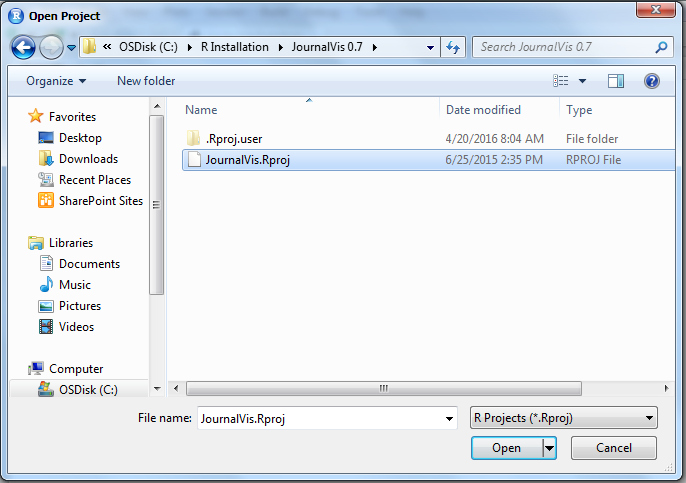 Open Project
« OSDisk (C:) R Installation JournalVis 0.7 Search JournalVis 0.7
Organize New folder
Favorites
Desktop
Downloads
Recent Places
SharePoint Sites
Libraries
Documents
Music
Pictures
Videos
Computer
OSDisk (C:)
Name Date modified Type
.Rproj.user 4/20/2016 8:04 AM File folder
JournalVis.Rproj 6/25/2015 2:35 PM RPROJ File
File name: JournalVis.Rproj R Projects (*.Rproj)
Open Cancel